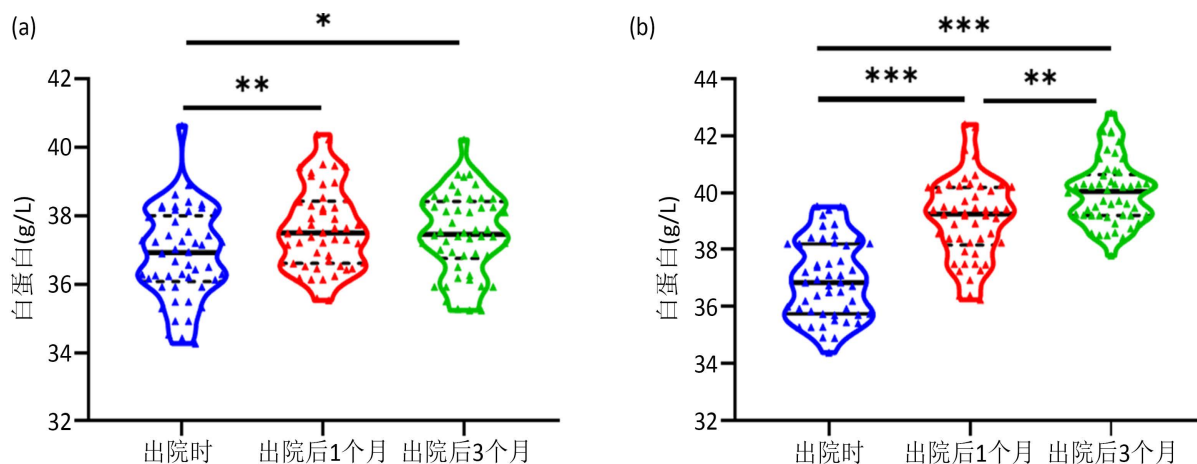 (a)
*
**
42
40
38
36
34
32
白蛋白(g/L)
出院时
出院后1个月
出院后3个月
(b)
***
***
**
44
42
40
38
36
34
32
白蛋白(g/L)
出院时
出院后1个月
出院后3个月